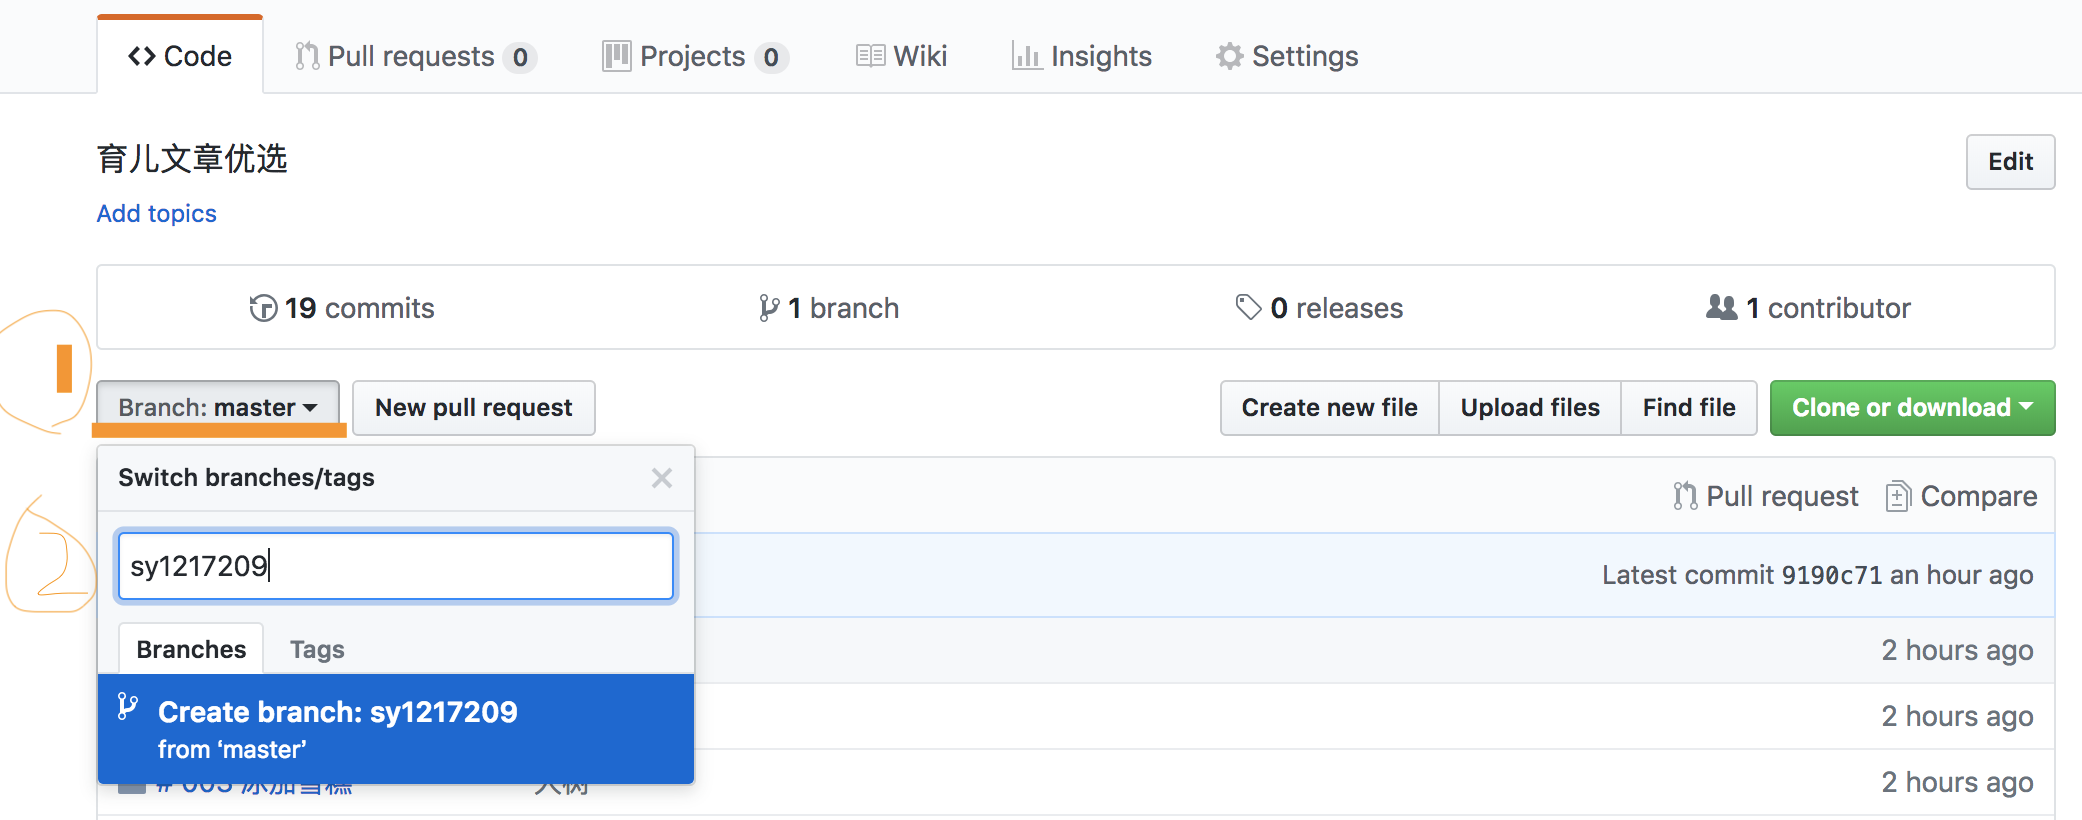 Code Pull requests 0 Projects 0 Wiki Insights Settings
育儿文章优选
Edit
Add topics
19 commits 1 branch 0 releases 1 contributor
1
Branch: master New pull request Create new file Upload files Find file Clone or download
Switch branches/tags
Pull request Compare
2
sy1217209
Latest commit 9190c71 an hour ago
Branches Tags
2 hours ago
Create branch: sy1217209
2 hours ago
from ‘master’
2 hours ago